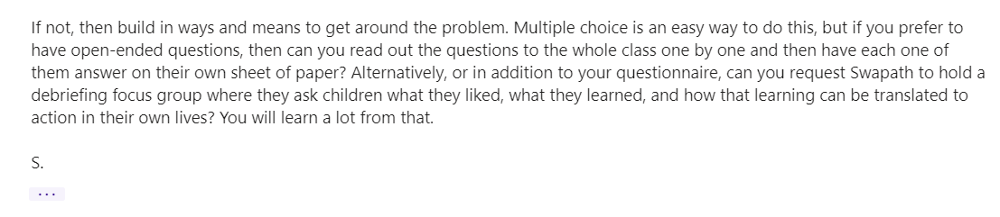 If not, then build in ways and means to get around the problem. Multiple choice is an easy way to do this, but if you prefer to
have open-ended questions, then can you read out the questions to the whole class one by one and then have each one of
them answer on their own sheet of paper? Alternatively, or in addition to your questionnaire, can you request Swapath to hold a
debriefing focus group where they ask children what they liked, what they learned, and how that learning can be translated to
action in their own lives? You will learn a lot from that.
S.
...